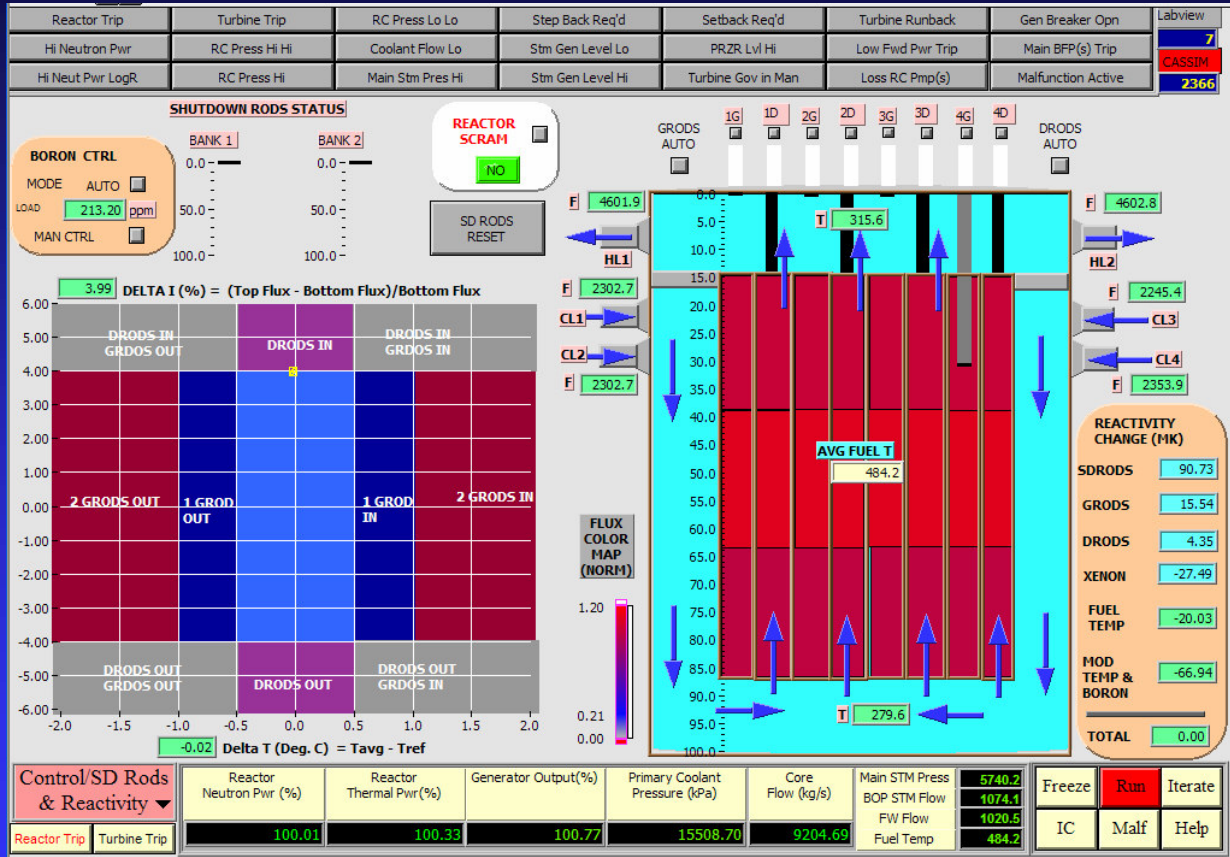 Reactor Trip Turbine Trip RC Press Lo Lo Step Back Req'd Setback Req'd Turbine Runback Gen Breaker Opn Labview
Hi Neutron Pwr RC Press Hi Hi Coolant Flow Lo Stm Gen Level Lo PRZR Lvl Hi Low Fwd Pwr Trip Main BFP(s) Trip 7
CASSIM
Hi Neut Pwr LogR RC Press Hi Main Stm Pres Hi Stm Gen Level Hi Turbine Gov in Man Loss RC Pmp(s) Malfunction Active 2366
SHUTDOWN RODS STATUS
BANK 1 BANK 2
0.0 0.0
50.0 50.0
100.0 100.0
BORON CTRL
MODE AUTO
LOAD 213.20 ppm
MAN CTRL
REACTOR
SCRAM
NO
SD RODS
RESET
GRODS
AUTO
1G 1D 2G 2D 3G 3D 4G 4D
DRODS
AUTO
3.99 DELTA I (%) = (Top Flux - Bottom Flux)/Bottom Flux
6.00
5.00
4.00
3.00
2.00
1.00
0.00
-1.00
-2.00
-3.00
-4.00
-5.00
-6.00
DRODS IN
GRDOS OUT
DRODS IN
DRODS IN
GRDOS IN
2 GRODS OUT
1 GROD
OUT
1 GROD
IN
2 GRODS IN
DRODS OUT
GRDOS OUT
DRODS OUT
DRODS OUT
GRDOS IN
-2.0 -1.5 -1.0 -0.5 0.0 0.5 1.0 1.5 2.0
-0.02 Delta T (Deg. C) = Tavg - Tref
F 4601.9
HL1
F 2302.7
CL1
CL2
F 2302.7
FLUX
COLOR
MAP
(NORM)
1.20
0.21
0.00
0.0
5.0
10.0
15.0
20.0
25.0
30.0
35.0
40.0
45.0
50.0
55.0
60.0
65.0
70.0
75.0
80.0
85.0
90.0
95.0
100.0
T 315.6
AVG FUEL T
484.2
T 279.6
F 4602.8
HL2
F 2245.4
CL3
CL4
F 2353.9
REACTIVITY
CHANGE (MK)
SDRODS 90.73
GRODS 15.54
DRODS 4.35
XENON -27.49
FUEL
TEMP -20.03
MOD
TEMP &
BORON -66.94
TOTAL 0.00
Control/SD Rods
& Reactivity
Reactor Trip Turbine Trip
Reactor
Neutron Pwr (%)
100.01
Reactor
Thermal Pwr(%)
100.33
Generator Output(%)
100.77
Primary Coolant
Pressure (kPa)
15508.70
Core
Flow (kg/s)
9204.69
Main STM Press 5740.2
BOP STM Flow 1074.1
FW Flow 1020.5
Fuel Temp 484.2
Freeze Run Iterate
IC Malf Help